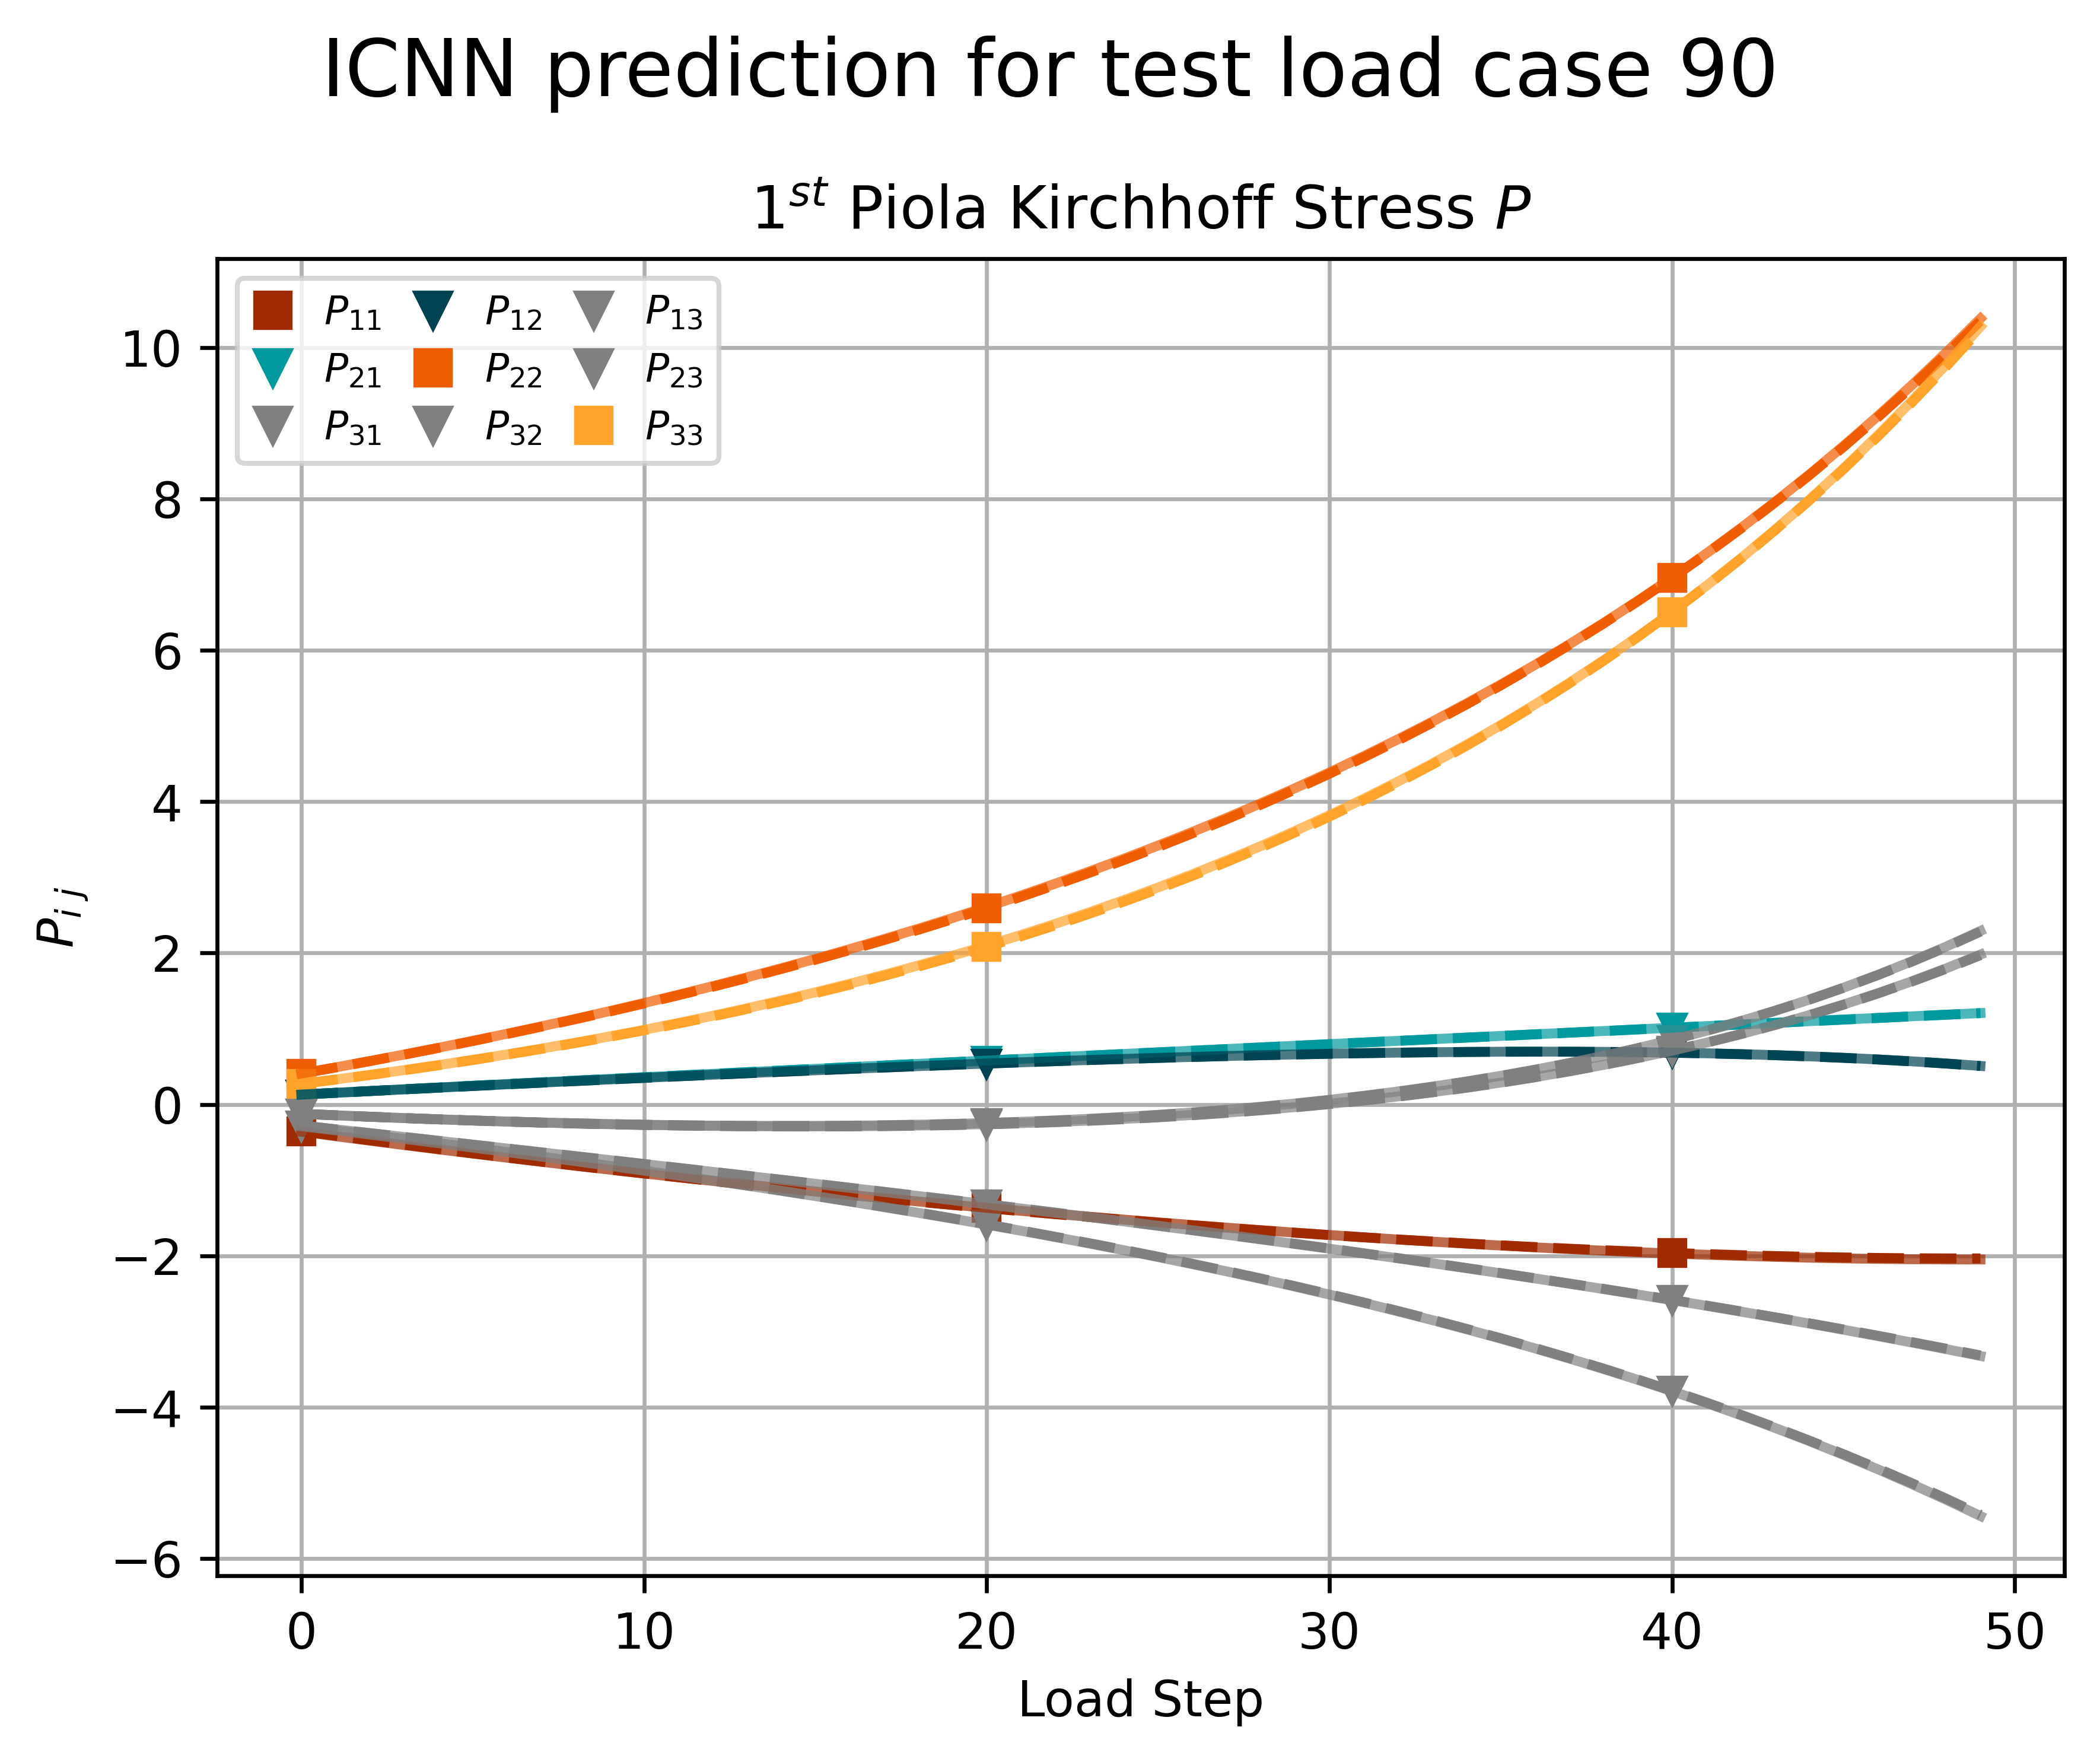 ICNN prediction for test load case 90
1st Piola Kirchhoff Stress P
P11 P12 P13
P21 P22 P23
P31 P32 P33
10
8
6
4
2
0
−2
−4
−6
Pij
0 10 20 30 40 50
Load Step